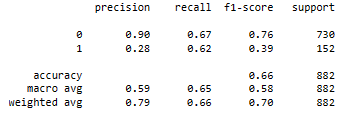 precision recall f1-score support
0 0.90 0.67 0.76 730
1 0.28 0.62 0.39 152
accuracy 0.66 882
macro avg 0.59 0.65 0.58 882
weighted avg 0.79 0.66 0.70 882